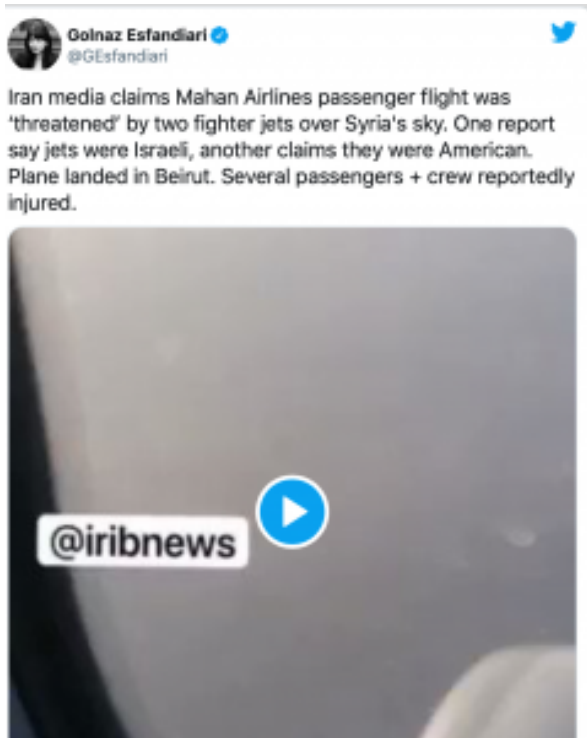 Golnaz Esfandiari
@GEsfandiari
Iran media claims Mahan Airlines passenger flight was
‘threatened’ by two fighter jets over Syria's sky. One report
say jets were Israeli, another claims they were American.
Plane landed in Beirut. Several passengers + crew reportedly
injured.
@iribnews